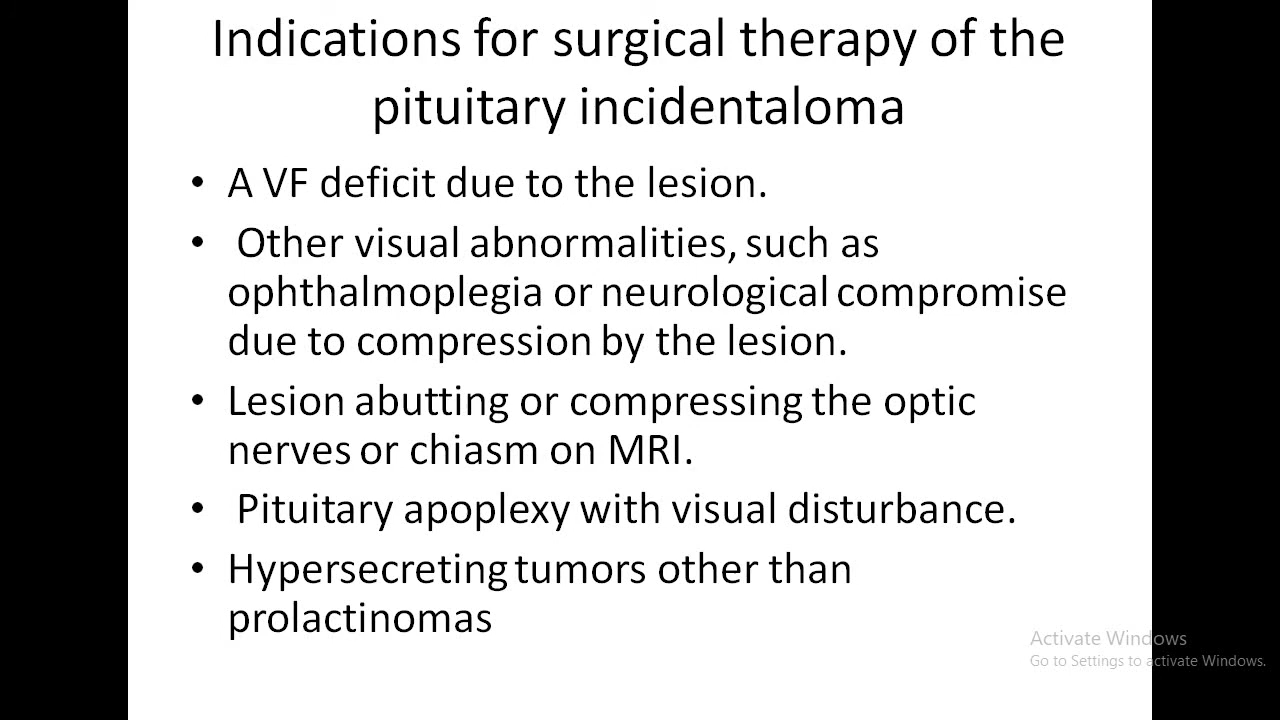 Indications for surgical therapy of the
pituitary incidentaloma
• A VF deficit due to the lesion.
• Other visual abnormalities, such as
ophthalmoplegia or neurological compromise
due to compression by the lesion.
• Lesion abutting or compressing the optic
nerves or chiasm on MRI.
• Pituitary apoplexy with visual disturbance.
• Hypersecreting tumors other than
prolactinomas
Activate Windows
Go to Settings to activate Windows.